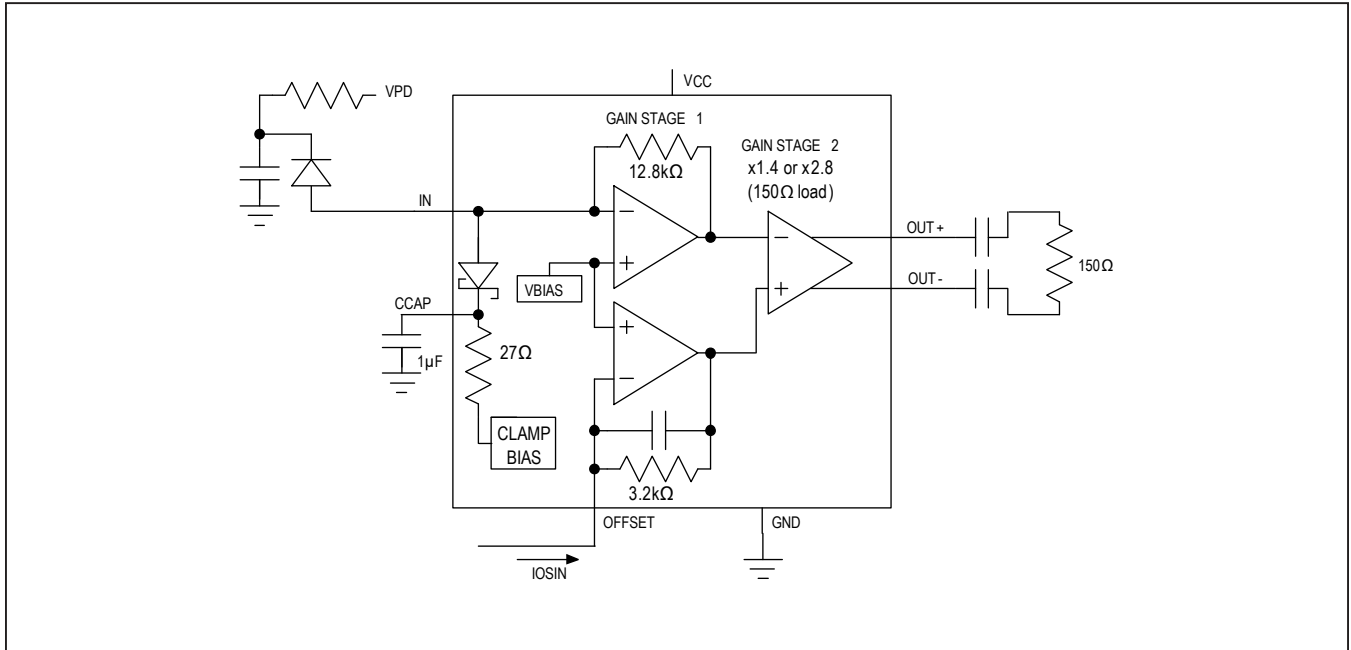 VCC
VPD
GAIN STAGE 1
12.8kΩ
GAIN STAGE 2
x1.4 or x2.8
(150Ω load)
IN
OUT+
150Ω
OUT-
VBIAS
CCAP
1µF
27Ω
CLAMP
BIAS
3.2kΩ
OFFSET
GND
IOSIN
−
+
+
−
−
+